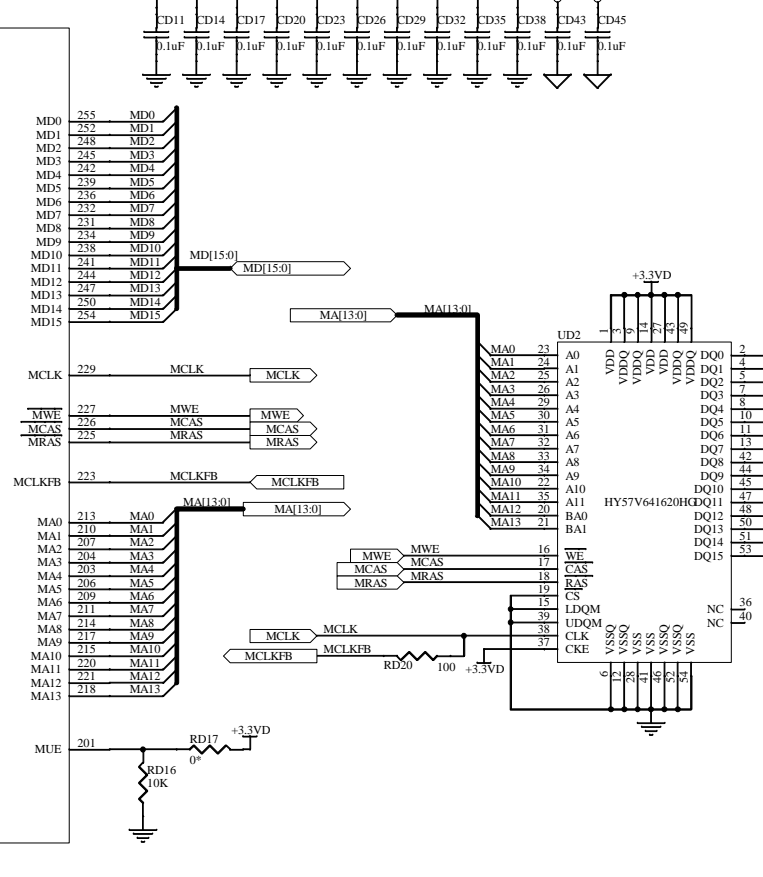 CD11 CD14 CD17 CD20 CD23 CD26 CD29 CD32 CD35 CD38 CD43 CD45
0.1uF 0.1uF 0.1uF 0.1uF 0.1uF 0.1uF 0.1uF 0.1uF 0.1uF 0.1uF 0.1uF 0.1uF
MD0 255 MD0
MD1 252 MD1
MD2 248 MD2
MD3 245 MD3
MD4 242 MD4
MD5 239 MD5
MD6 236 MD6
MD7 232 MD7
MD8 231 MD8
MD9 234 MD9
MD10 238 MD10
MD11 241 MD11
MD12 244 MD12
MD13 247 MD13
MD14 250 MD14
MD15 254 MD15
MD[15:0]
MD[15:0]
MCLK 229 MCLK MCLK
MWE 227 MWE MWE
MCAS 226 MCAS MCAS
MRAS 225 MRAS MRAS
MCLKFB 223 MCLKFB MCLKFB
MA[13:0] MA[13:0]
MA0 213 MA0
MA1 210 MA1
MA2 207 MA2
MA3 204 MA3
MA4 203 MA4
MA5 206 MA5
MA6 209 MA6
MA7 211 MA7
MA8 214 MA8
MA9 217 MA9
MA10 215 MA10
MA11 220 MA11
MA12 221 MA12
MA13 218 MA13
MUE 201
RD17
0*
+3.3VD
RD16
10K
MA[13:0] MA[13:0]
+3.3VD
UD2
1 3 9 14 27 43 49
VDD VDDQ VDDQ VDD VDD VDDQ VDDQ
MA0 23 A0
MA1 24 A1
MA2 25 A2
MA3 26 A3
MA4 29 A4
MA5 30 A5
MA6 31 A6
MA7 32 A7
MA8 33 A8
MA9 34 A9
MA10 22 A10
MA11 35 A11
MA12 20 BA0
MA13 21 BA1
HY57V641620HG
DQ0 2
DQ1 4
DQ2 5
DQ3 7
DQ4 8
DQ5 10
DQ6 11
DQ7 13
DQ8 42
DQ9 44
DQ10 45
DQ11 47
DQ12 48
DQ13 50
DQ14 51
DQ15 53
MWE MWE 16 WE
MCAS MCAS 17 CAS
MRAS MRAS 18 RAS
19 CS
15 LDQM
39 UDQM
MCLK MCLK 38 CLK
37 CKE
MCLKFB MCLKFB
RD20 100
+3.3VD
NC 36
NC 40
VSSQ VSSQ VSS VSS VSSQ VSSQ VSS
6 12 28 41 46 52 54